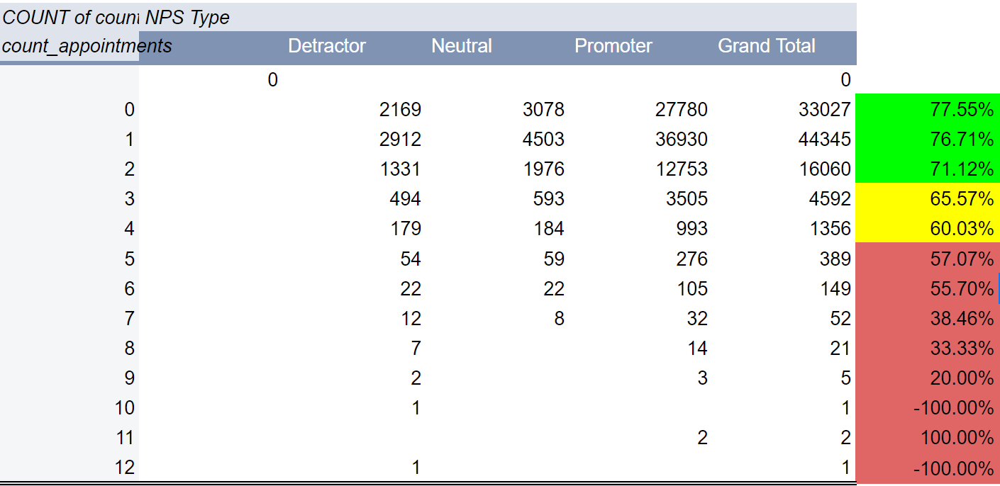 COUNT of count NPS Type
count_appointments Detractor Neutral Promoter Grand Total
0 0
0 2169 3078 27780 33027 77.55%
1 2912 4503 36930 44345 76.71%
2 1331 1976 12753 16060 71.12%
3 494 593 3505 4592 65.57%
4 179 184 993 1356 60.03%
5 54 59 276 389 57.07%
6 22 22 105 149 55.70%
7 12 8 32 52 38.46%
8 7 14 21 33.33%
9 2 3 5 20.00%
10 1 1 -100.00%
11 2 2 100.00%
12 1 1 -100.00%